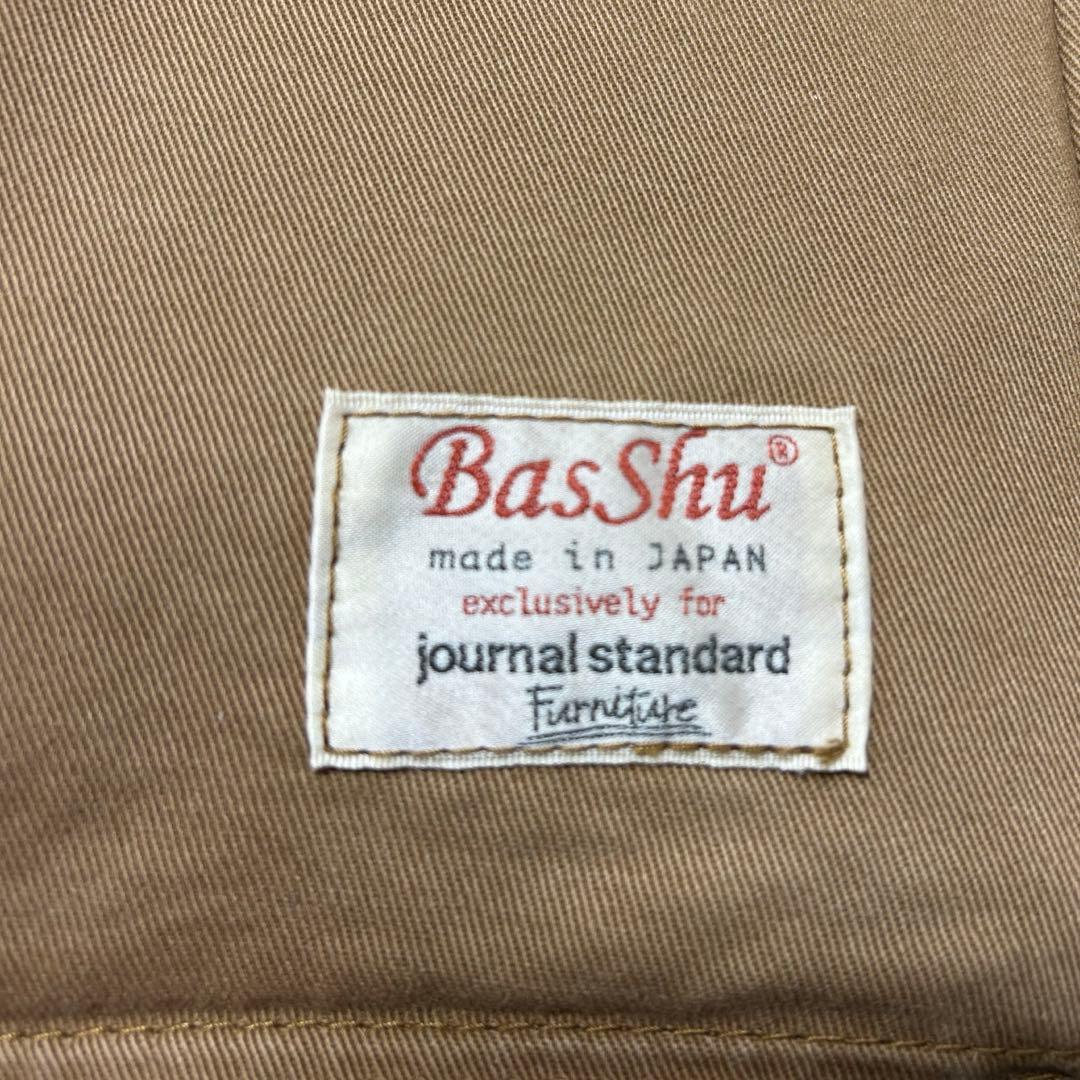 BasShu®
made in JAPAN
exclusively for
journal standard
Furniture